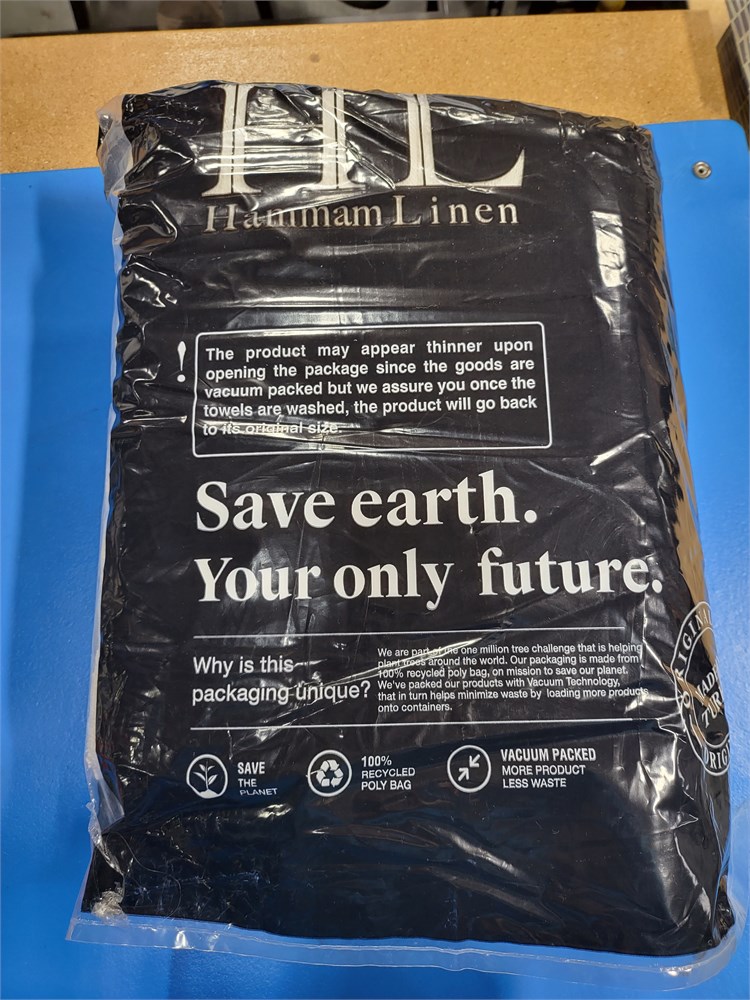 HL
Hammam Linen
! The product may appear thinner upon
opening the package since the goods are
vacuum packed but we assure you once the
towels are washed, the product will go back
to its original size.
Save earth.
Your only future.
Why is this
packaging unique?
We are part of the one million tree challenge that is helping
plant trees around the world. Our packaging is made from
100% recycled poly bag, on mission to save our planet.
We've packed our products with Vacuum Technology,
that in turn helps minimize waste by loading more products
onto containers.
SAVE
THE
PLANET
100%
RECYCLED
POLY BAG
VACUUM PACKED
MORE PRODUCT
LESS WASTE